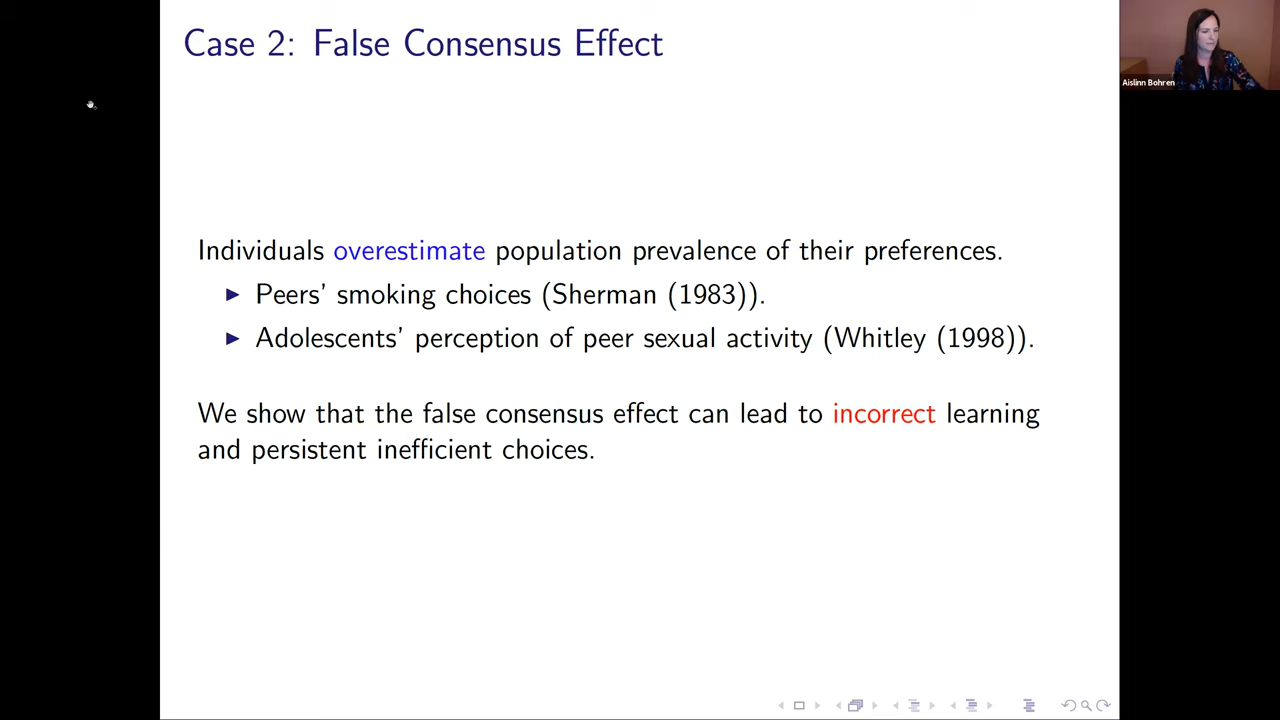 Case 2: False Consensus Effect
Aislinn Bohren
Individuals overestimate population prevalence of their preferences.
▶ Peers' smoking choices (Sherman (1983)).
▶ Adolescents' perception of peer sexual activity (Whitley (1998)).
We show that the false consensus effect can lead to incorrect learning
and persistent inefficient choices.